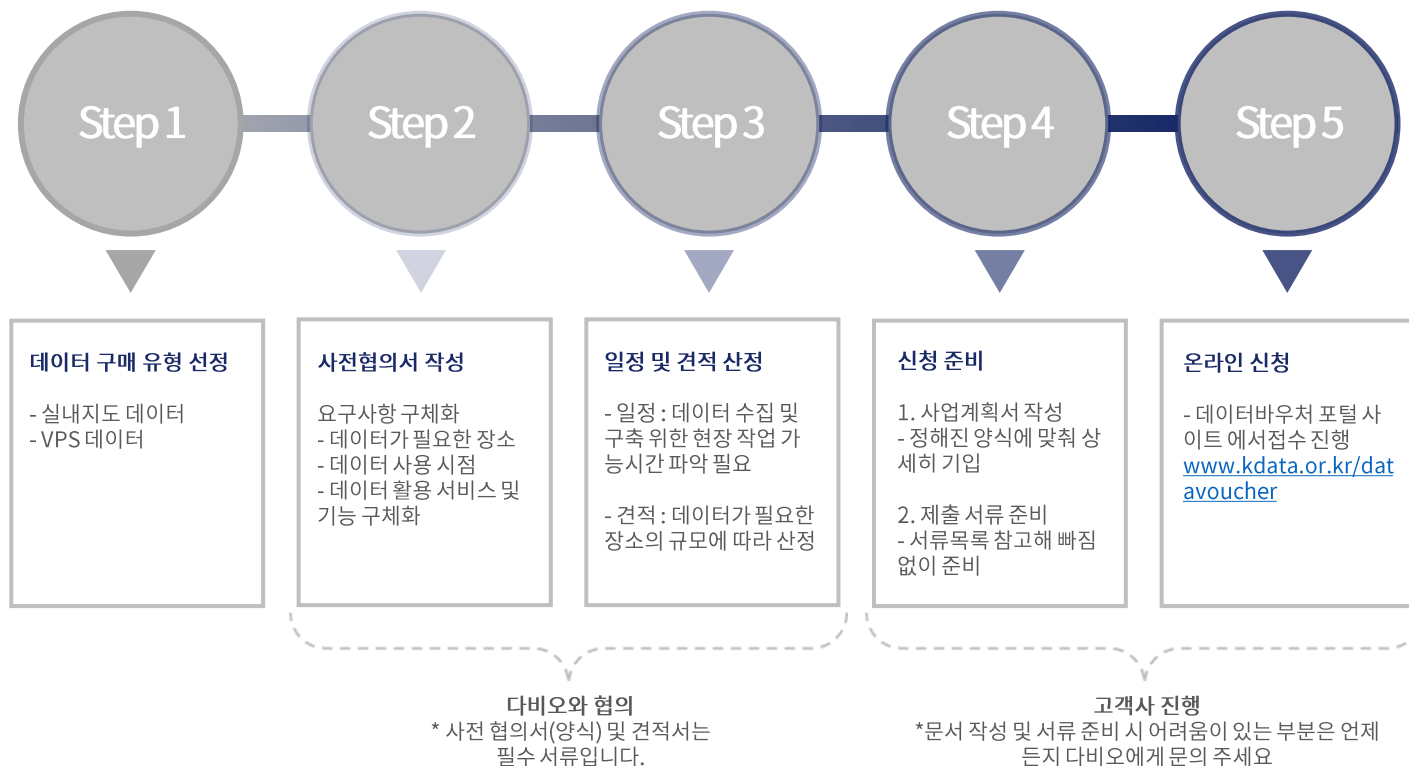 Step 1
Step 2
Step 3
Step 4
Step 5
데이터 구매 유형 선정
- 실내지도 데이터
- VPS 데이터
사전협의서 작성
요구사항 구체화
- 데이터가 필요한 장소
- 데이터 사용 시점
- 데이터 활용 서비스 및
기능 구체화
일정 및 견적 산정
- 일정 : 데이터 수집 및
구축 위한 현장 작업 가
능시간 파악 필요
- 견적 : 데이터가 필요한
장소의 규모에 따라 산정
신청 준비
1. 사업계획서 작성
- 정해진 양식에 맞춰 상
세히 기입
2. 제출 서류 준비
- 서류목록 참고해 빠짐
없이 준비
온라인 신청
- 데이터바우처 포털 사
이트 에서접수 진행
www.kdata.or.kr/dat
avoucher
다비오와 협의
* 사전 협의서(양식) 및 견적서는
필수 서류입니다.
고객사 진행
*문서 작성 및 서류 준비 시 어려움이 있는 부분은 언제
든지 다비오에게 문의 주세요